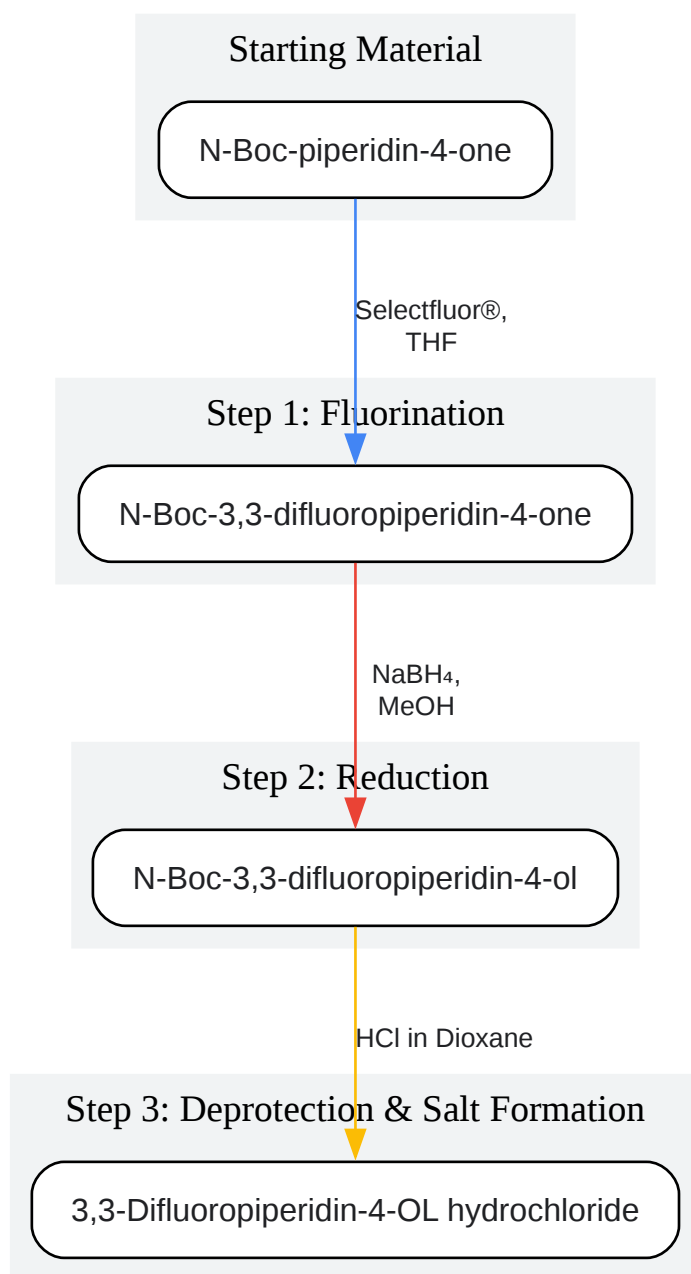 Starting Material
N-Boc-piperidin-4-one
Selectfluor®,
THF
Step 1: Fluorination
N-Boc-3,3-difluoropiperidin-4-one
NaBH₄,
MeOH
Step 2: Reduction
N-Boc-3,3-difluoropiperidin-4-ol
HCl in Dioxane
Step 3: Deprotection & Salt Formation
3,3-Difluoropiperidin-4-OL hydrochloride